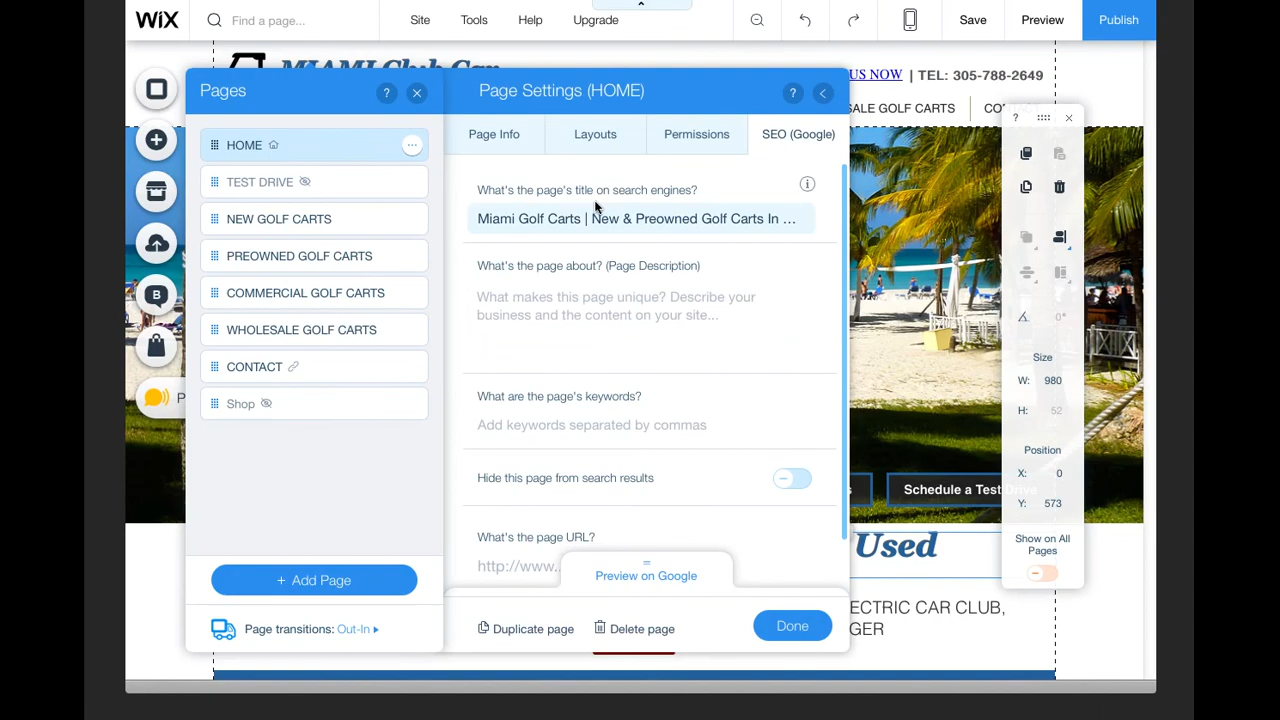 WiX
Find a page...
Site
Tools
Help
Upgrade
Save
Preview
Publish
MIAMI Club Car
US NOW | TEL: 305-788-2649
SALE GOLF CARTS
Pages
?
Page Settings (HOME)
?
Page Info
Layouts
Permissions
SEO (Google)
HOME
TEST DRIVE
NEW GOLF CARTS
PREOWNED GOLF CARTS
COMMERCIAL GOLF CARTS
WHOLESALE GOLF CARTS
CONTACT
Shop
+ Add Page
Page transitions: Out-In
What's the page's title on search engines?
Miami Golf Carts | New & Preowned Golf Carts In ...
What's the page about? (Page Description)
What makes this page unique? Describe your
business and the content on your site...
What are the page's keywords?
Add keywords separated by commas
Hide this page from search results
What's the page URL?
http://www...
Preview on Google
Duplicate page
Delete page
Done
?
0°
Size
W: 980
H: 52
Position
X: 0
Y: 573
Show on All
Pages
Schedule a Test Drive
Used
ECTRIC CAR CLUB,
GER